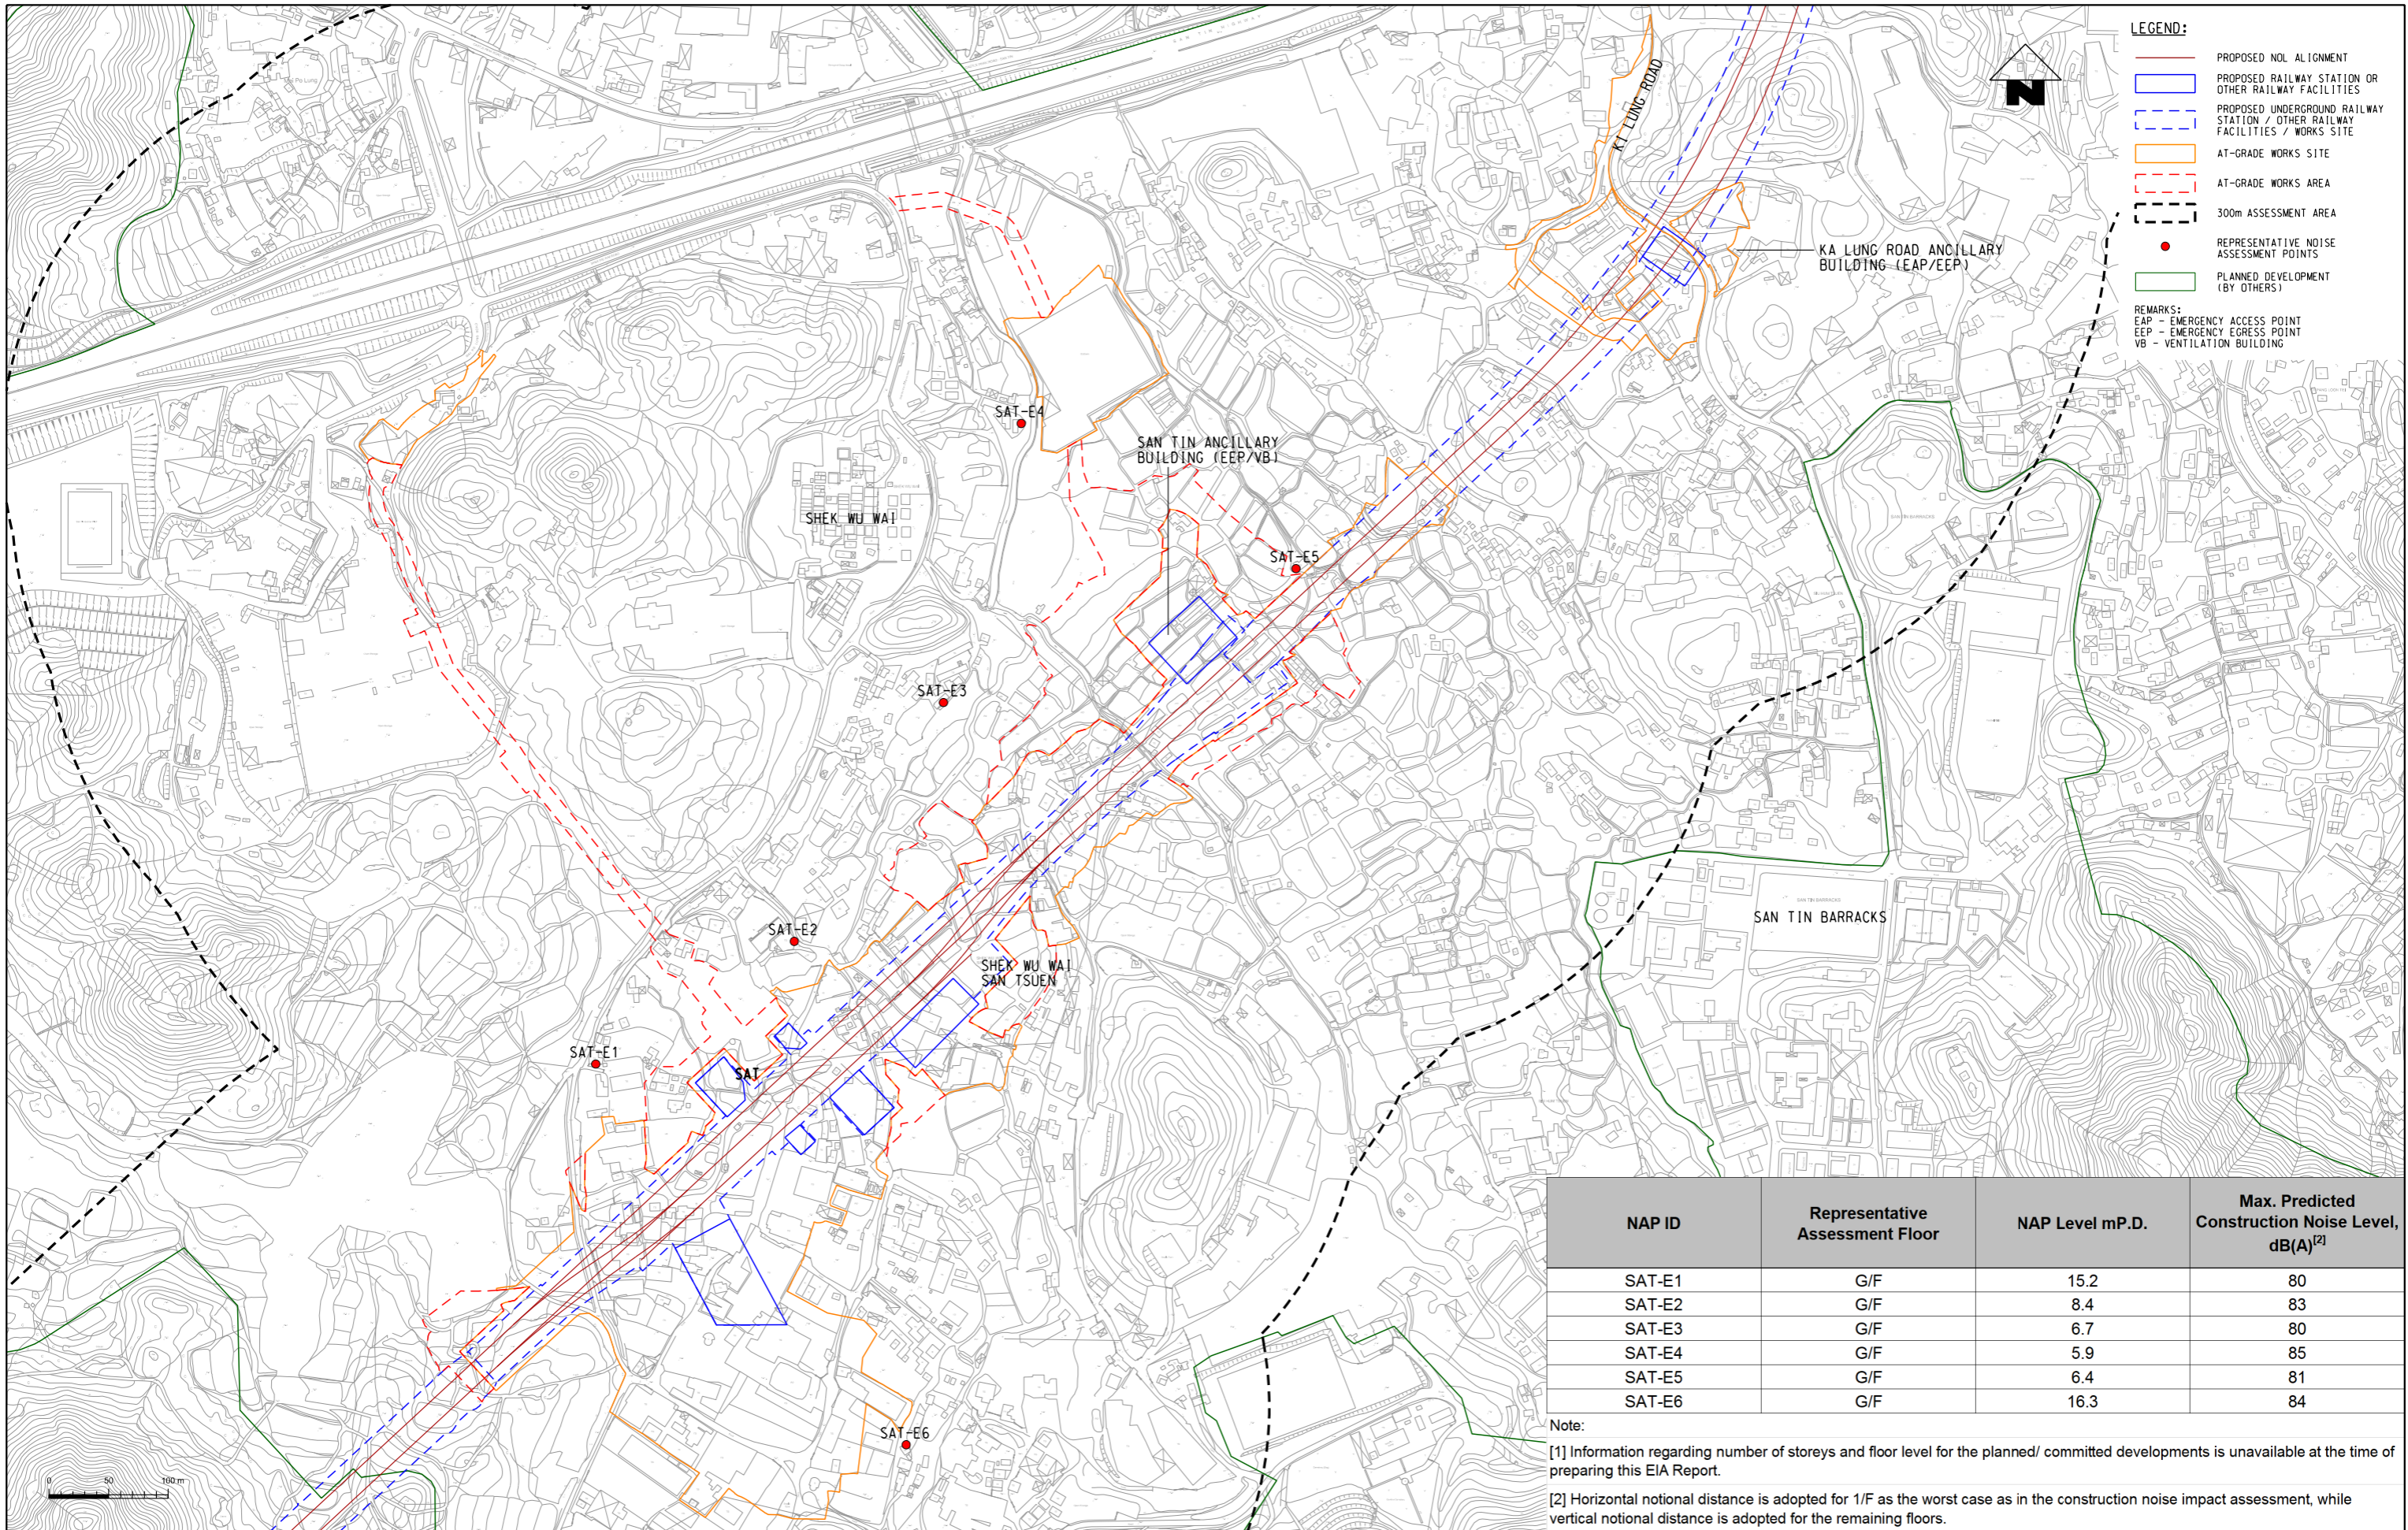 LEGEND:
PROPOSED NOL ALIGNMENT
PROPOSED RAILWAY STATION OR
OTHER RAILWAY FACILITIES
PROPOSED UNDERGROUND RAILWAY
STATION / OTHER RAILWAY
FACILITIES / WORKS SITE
AT-GRADE WORKS SITE
AT-GRADE WORKS AREA
300m ASSESSMENT AREA
REPRESENTATIVE NOISE
ASSESSMENT POINTS
PLANNED DEVELOPMENT
(BY OTHERS)
REMARKS:
EAP - EMERGENCY ACCESS POINT
EEP - EMERGENCY EGRESS POINT
VB - VENTILATION BUILDING
N
KI LUNG ROAD
KA LUNG ROAD ANCILLARY
BUILDING (EAP/EEP)
SAT-E4
SAN TIN ANCILLARY
BUILDING (EEP/VB)
SHEK WU WAI
SAN TIN BARRACKS
SAT-E5
SAT-E3
SAN TIN BARRACKS
SAN TIN BARRACKS
SAT-E2
SHEK WU WAI
SAN TSUEN
SAT-E1
SAT
SAT-E6
0 50 100 m
NAP ID Representative Assessment Floor NAP Level mP.D. Max. Predicted Construction Noise Level, dB(A)[2]
SAT-E1 G/F 15.2 80
SAT-E2 G/F 8.4 83
SAT-E3 G/F 6.7 80
SAT-E4 G/F 5.9 85
SAT-E5 G/F 6.4 81
SAT-E6 G/F 16.3 84
Note:
[1] Information regarding number of storeys and floor level for the planned/ committed developments is unavailable at the time of
preparing this EIA Report.
[2] Horizontal notional distance is adopted for 1/F as the worst case as in the construction noise impact assessment, while
vertical notional distance is adopted for the remaining floors.